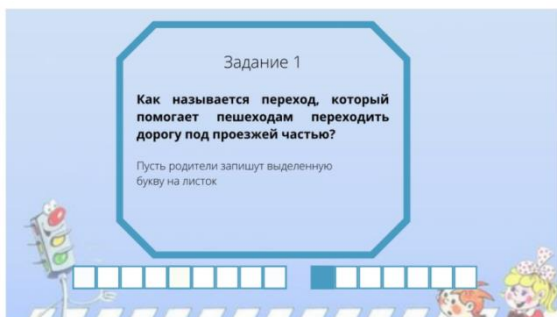 Задание 1
Как называется переход, который
помогает пешеходам переходить
дорогу под проезжей частью?
Пусть родители запишут выделенную
букву на листок